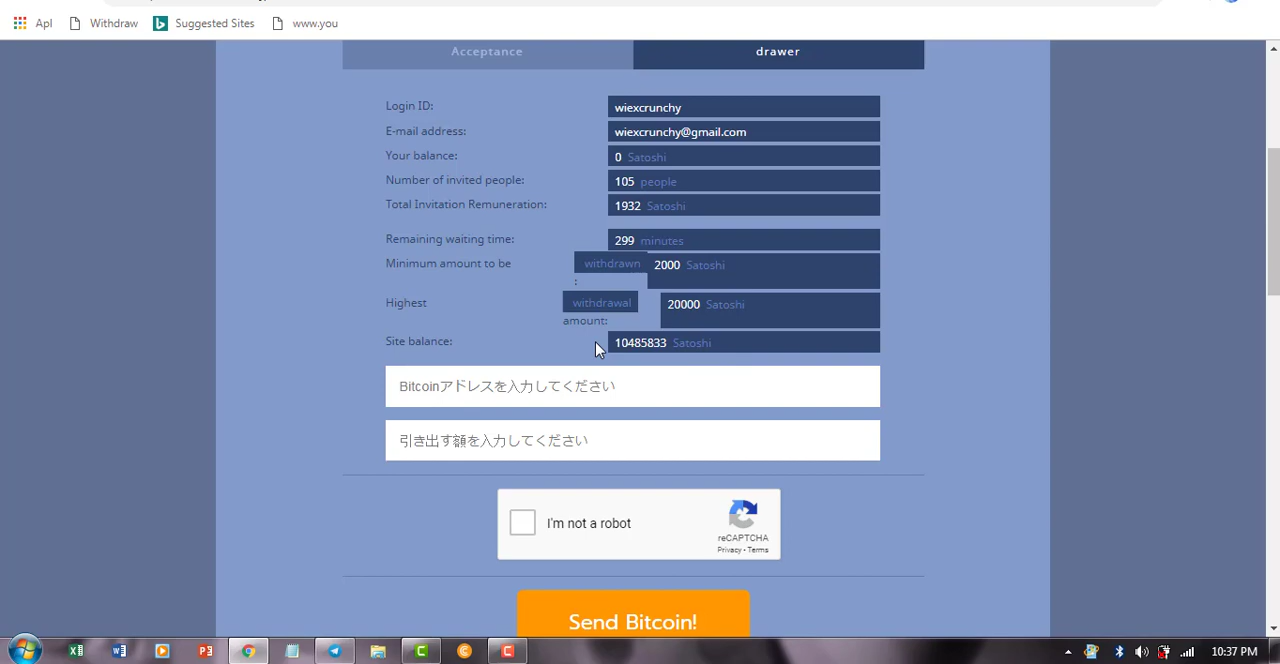 Apl Withdraw Suggested Sites www.you
Acceptance drawer
Login ID: wiexcrunchy
E-mail address: wiexcrunchy@gmail.com
Your balance: 0 Satoshi
Number of invited people: 105 people
Total Invitation Remuneration: 1932 Satoshi
Remaining waiting time: 299 minutes
Minimum amount to be withdrawn 2000 Satoshi
:
Highest withdrawal 20000 Satoshi
amount:
Site balance: 10485833 Satoshi
Bitcoinアドレスを入力してください
引き出す額を入力してください
I'm not a robot
reCAPTCHA
Privacy - Terms
Send Bitcoin!
10:37 PM